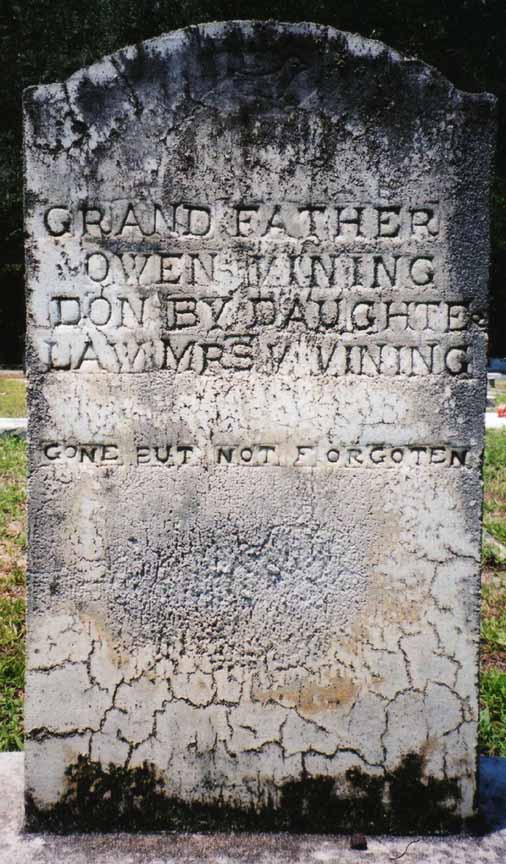 GRAND FATHER
OWEN VINING
DON BY DAUGHTE
LAW MRS V VINING
GONE BUT NOT FORGOTEN